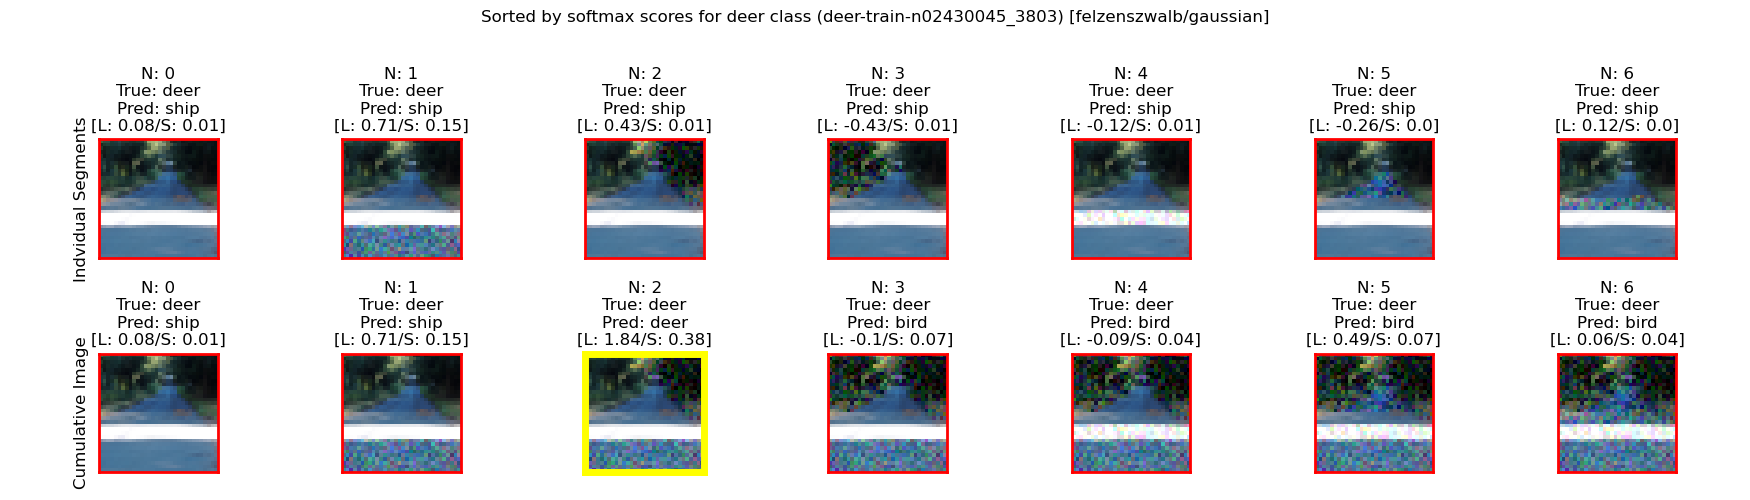 Sorted by softmax scores for deer class (deer-train-n02430045_3803) [felzenszwalb/gaussian]
Indvidual Segments
N: 0
True: deer
Pred: ship
[L: 0.08/S: 0.01]
N: 1
True: deer
Pred: ship
[L: 0.71/S: 0.15]
N: 2
True: deer
Pred: ship
[L: 0.43/S: 0.01]
N: 3
True: deer
Pred: ship
[L: -0.43/S: 0.01]
N: 4
True: deer
Pred: ship
[L: -0.12/S: 0.01]
N: 5
True: deer
Pred: ship
[L: -0.26/S: 0.0]
N: 6
True: deer
Pred: ship
[L: 0.12/S: 0.0]
Cumulative Image
N: 0
True: deer
Pred: ship
[L: 0.08/S: 0.01]
N: 1
True: deer
Pred: ship
[L: 0.71/S: 0.15]
N: 2
True: deer
Pred: deer
[L: 1.84/S: 0.38]
N: 3
True: deer
Pred: bird
[L: -0.1/S: 0.07]
N: 4
True: deer
Pred: bird
[L: -0.09/S: 0.04]
N: 5
True: deer
Pred: bird
[L: 0.49/S: 0.07]
N: 6
True: deer
Pred: bird
[L: 0.06/S: 0.04]